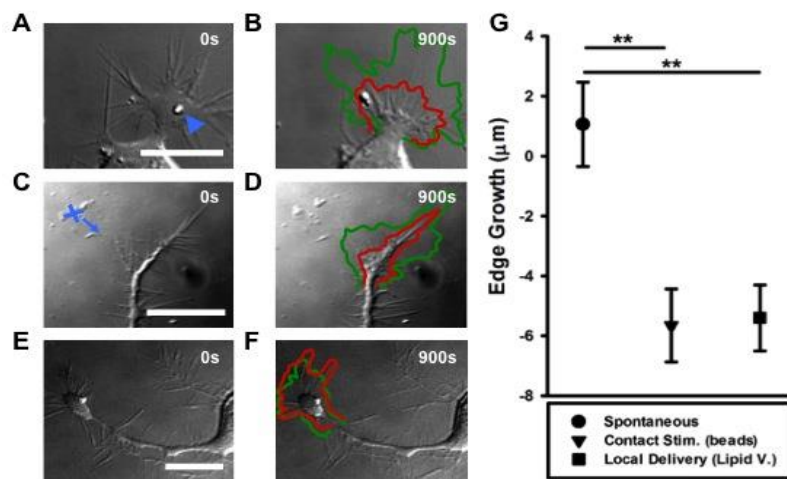 A
0s
B
900s
C
0s
D
900s
E
0s
F
900s
G
**
**
4
2
0
-2
-4
-6
-8
Edge Growth (μm)
Spontaneous
Contact Stim. (beads)
Local Delivery (Lipid V.)